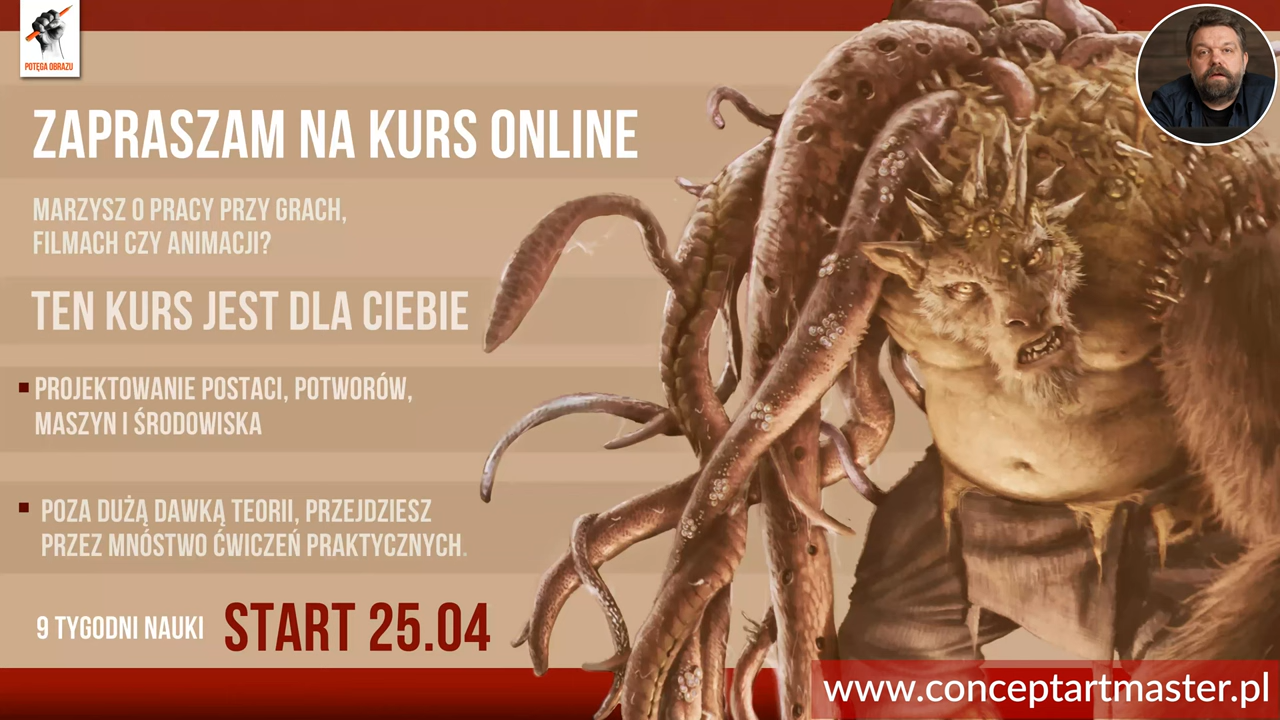 POTĘGA OBRAZU
ZAPRASZAM NA KURS ONLINE
MARZYSZ O PRACY PRZY GRACH,
FILMACH CZY ANIMACJI?
TEN KURS JEST DLA CIEBIE
PROJEKTOWANIE POSTACI, POTWORÓW,
MASZYN I ŚRODOWISKA
POZA DUŻĄ DAWKĄ TEORII, PRZEJDZIESZ
PRZEZ MNÓSTWO ĆWICZEŃ PRAKTYCZNYCH.
9 TYGODNI NAUKI START 25.04
www.conceptartmaster.pl